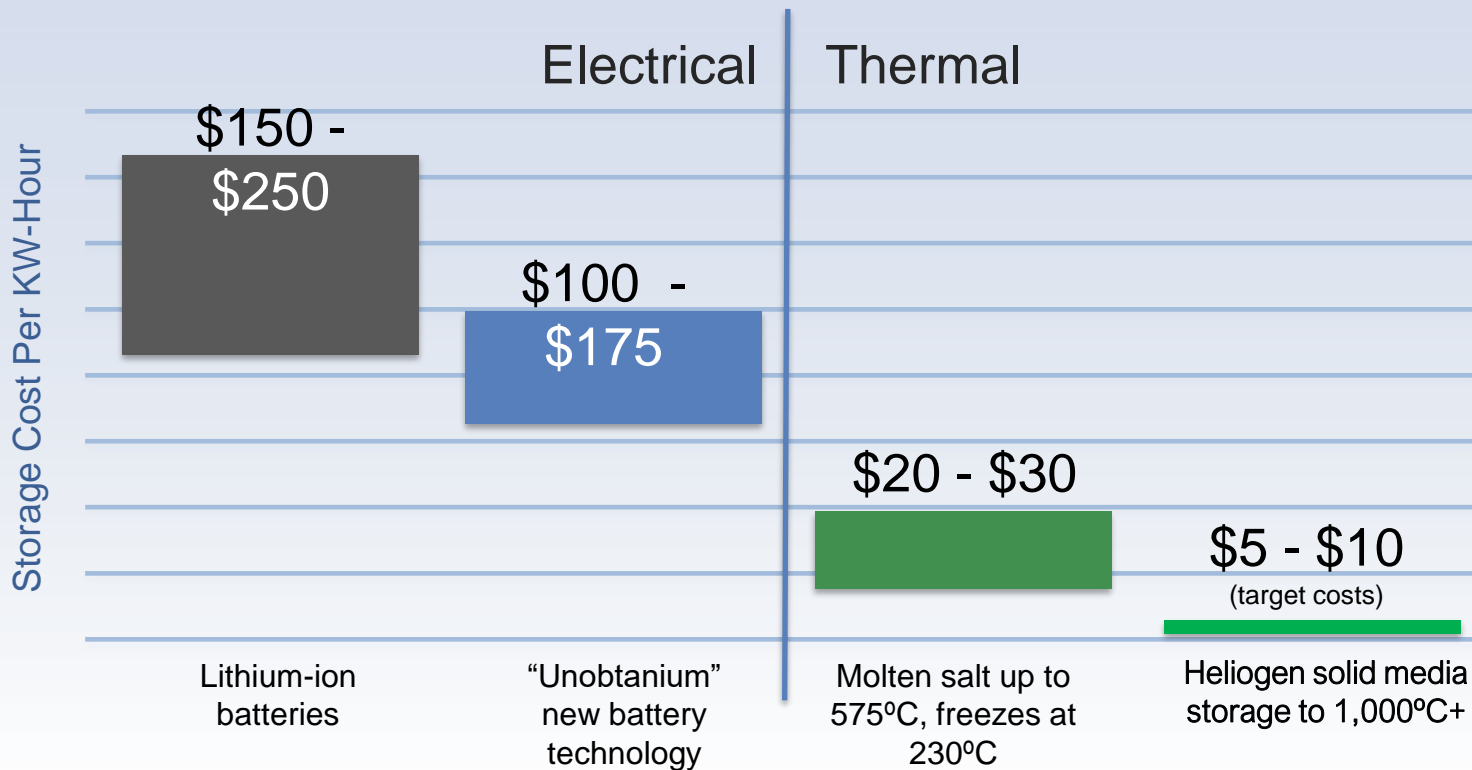 Electrical
Thermal
Storage Cost Per KW-Hour
$150 -
$250
$100 -
$175
$20 - $30
$5 - $10
(target costs)
Lithium-ion
batteries
“Unobtanium”
new battery
technology
Molten salt up to
575ºC, freezes at
230ºC
Heliogen solid media
storage to 1,000ºC+